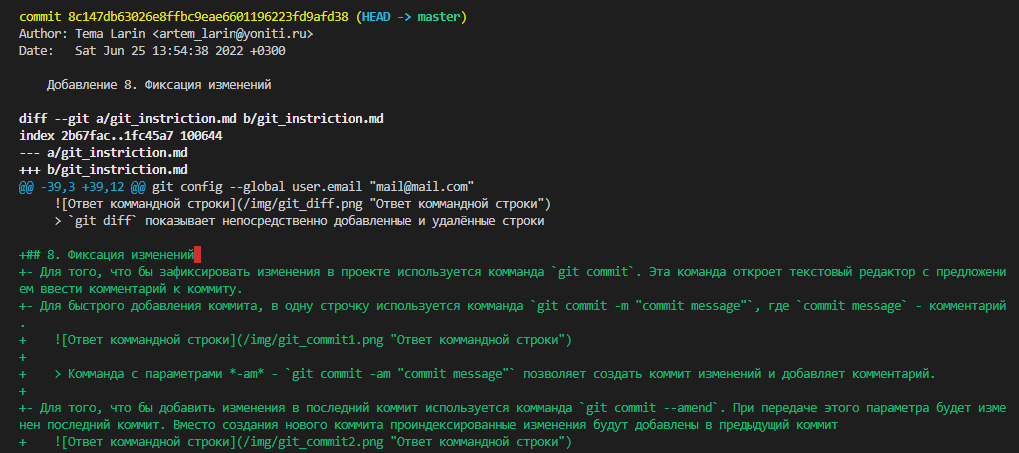 commit 8c147db63026e8ffbc9eae6601196223fd9afd38 (HEAD -> master)
Author: Tema Larin <artem_larin@yoniti.ru>
Date:   Sat Jun 25 13:54:38 2022 +0300
    Добавление 8. Фиксация изменений
diff --git a/git_instriction.md b/git_instriction.md
index 2b67fac..1fc45a7 100644
--- a/git_instriction.md
+++ b/git_instriction.md
@@ -39,3 +39,12 @@ git config --global user.email "mail@mail.com"
     ![Ответ коммандной строки](/img/git_diff.png "Ответ коммандной строки")
     > `git diff` показывает непосредственно добавленные и удалённые строки
+## 8. Фиксация изменений
+- Для того, что бы зафиксировать изменения в проекте используется комманда `git commit`. Эта команда откроет текстовый редактор с предложени
ем ввести комментарий к коммиту.
+- Для быстрого добавления коммита, в одну строчку используется комманда `git commit -m "commit message"`, где `commit message` - комментарий
.
+    ![Ответ коммандной строки](/img/git_commit1.png "Ответ коммандной строки")
+
+    > Комманда с параметрами *-am* - `git commit -am "commit message"` позволяет создать коммит изменений и добавляет комментарий.
+
+- Для того, что бы добавить изменения в последний коммит используется комманда `git commit --amend`. При передаче этого параметра будет изме
нен последний коммит. Вместо создания нового коммита проиндексированные изменения будут добавлены в предыдущий коммит
+    ![Ответ коммандной строки](/img/git_commit2.png "Ответ коммандной строки")